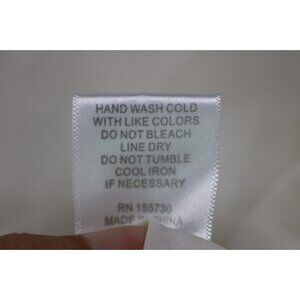 HAND WASH COLD
WITH LIKE COLORS
DO NOT BLEACH
LINE DRY
DO NOT TUMBLE
COOL IRON
IF NECESSARY
RN 155730
MADE IN CHINA